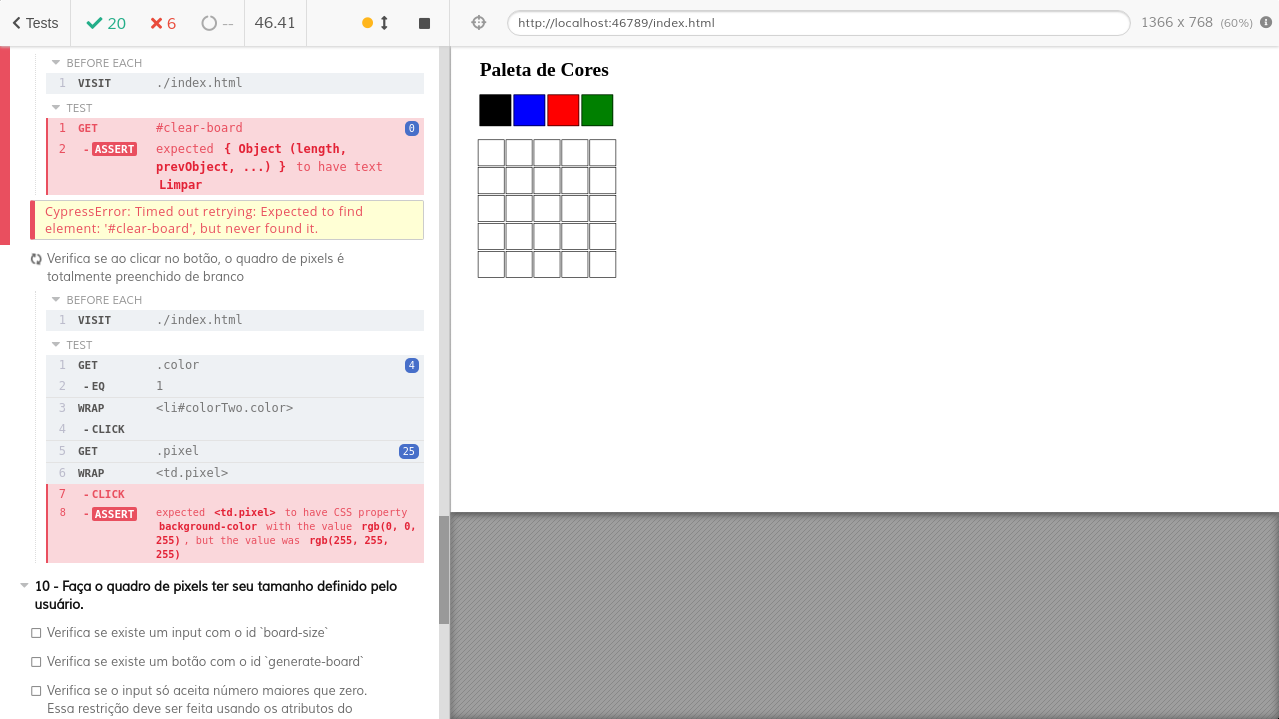 Tests
20
6
--
46.41
http://localhost:46789/index.html
1366 x 768 (60%)
BEFORE EACH
1 VISIT ./index.html
TEST
1 GET #clear-board 0
2 - ASSERT expected { Object (length,
prevObject, ...) } to have text
Limpar
CypressError: Timed out retrying: Expected to find
element: '#clear-board', but never found it.
Verifica se ao clicar no botão, o quadro de pixels é
totalmente preenchido de branco
BEFORE EACH
1 VISIT ./index.html
TEST
1 GET .color 4
2 - EQ 1
3 WRAP <li#colorTwo.color>
4 - CLICK
5 GET .pixel 25
6 WRAP <td.pixel>
7 - CLICK
8 - ASSERT expected <td.pixel> to have CSS property
background-color with the value rgb(0, 0,
255) , but the value was rgb(255, 255,
255)
10 - Faça o quadro de pixels ter seu tamanho definido pelo
usuário.
Verifica se existe um input com o id `board-size`
Verifica se existe um botão com o id `generate-board`
Verifica se o input só aceita número maiores que zero.
Essa restrição deve ser feita usando os atributos do
Paleta de Cores